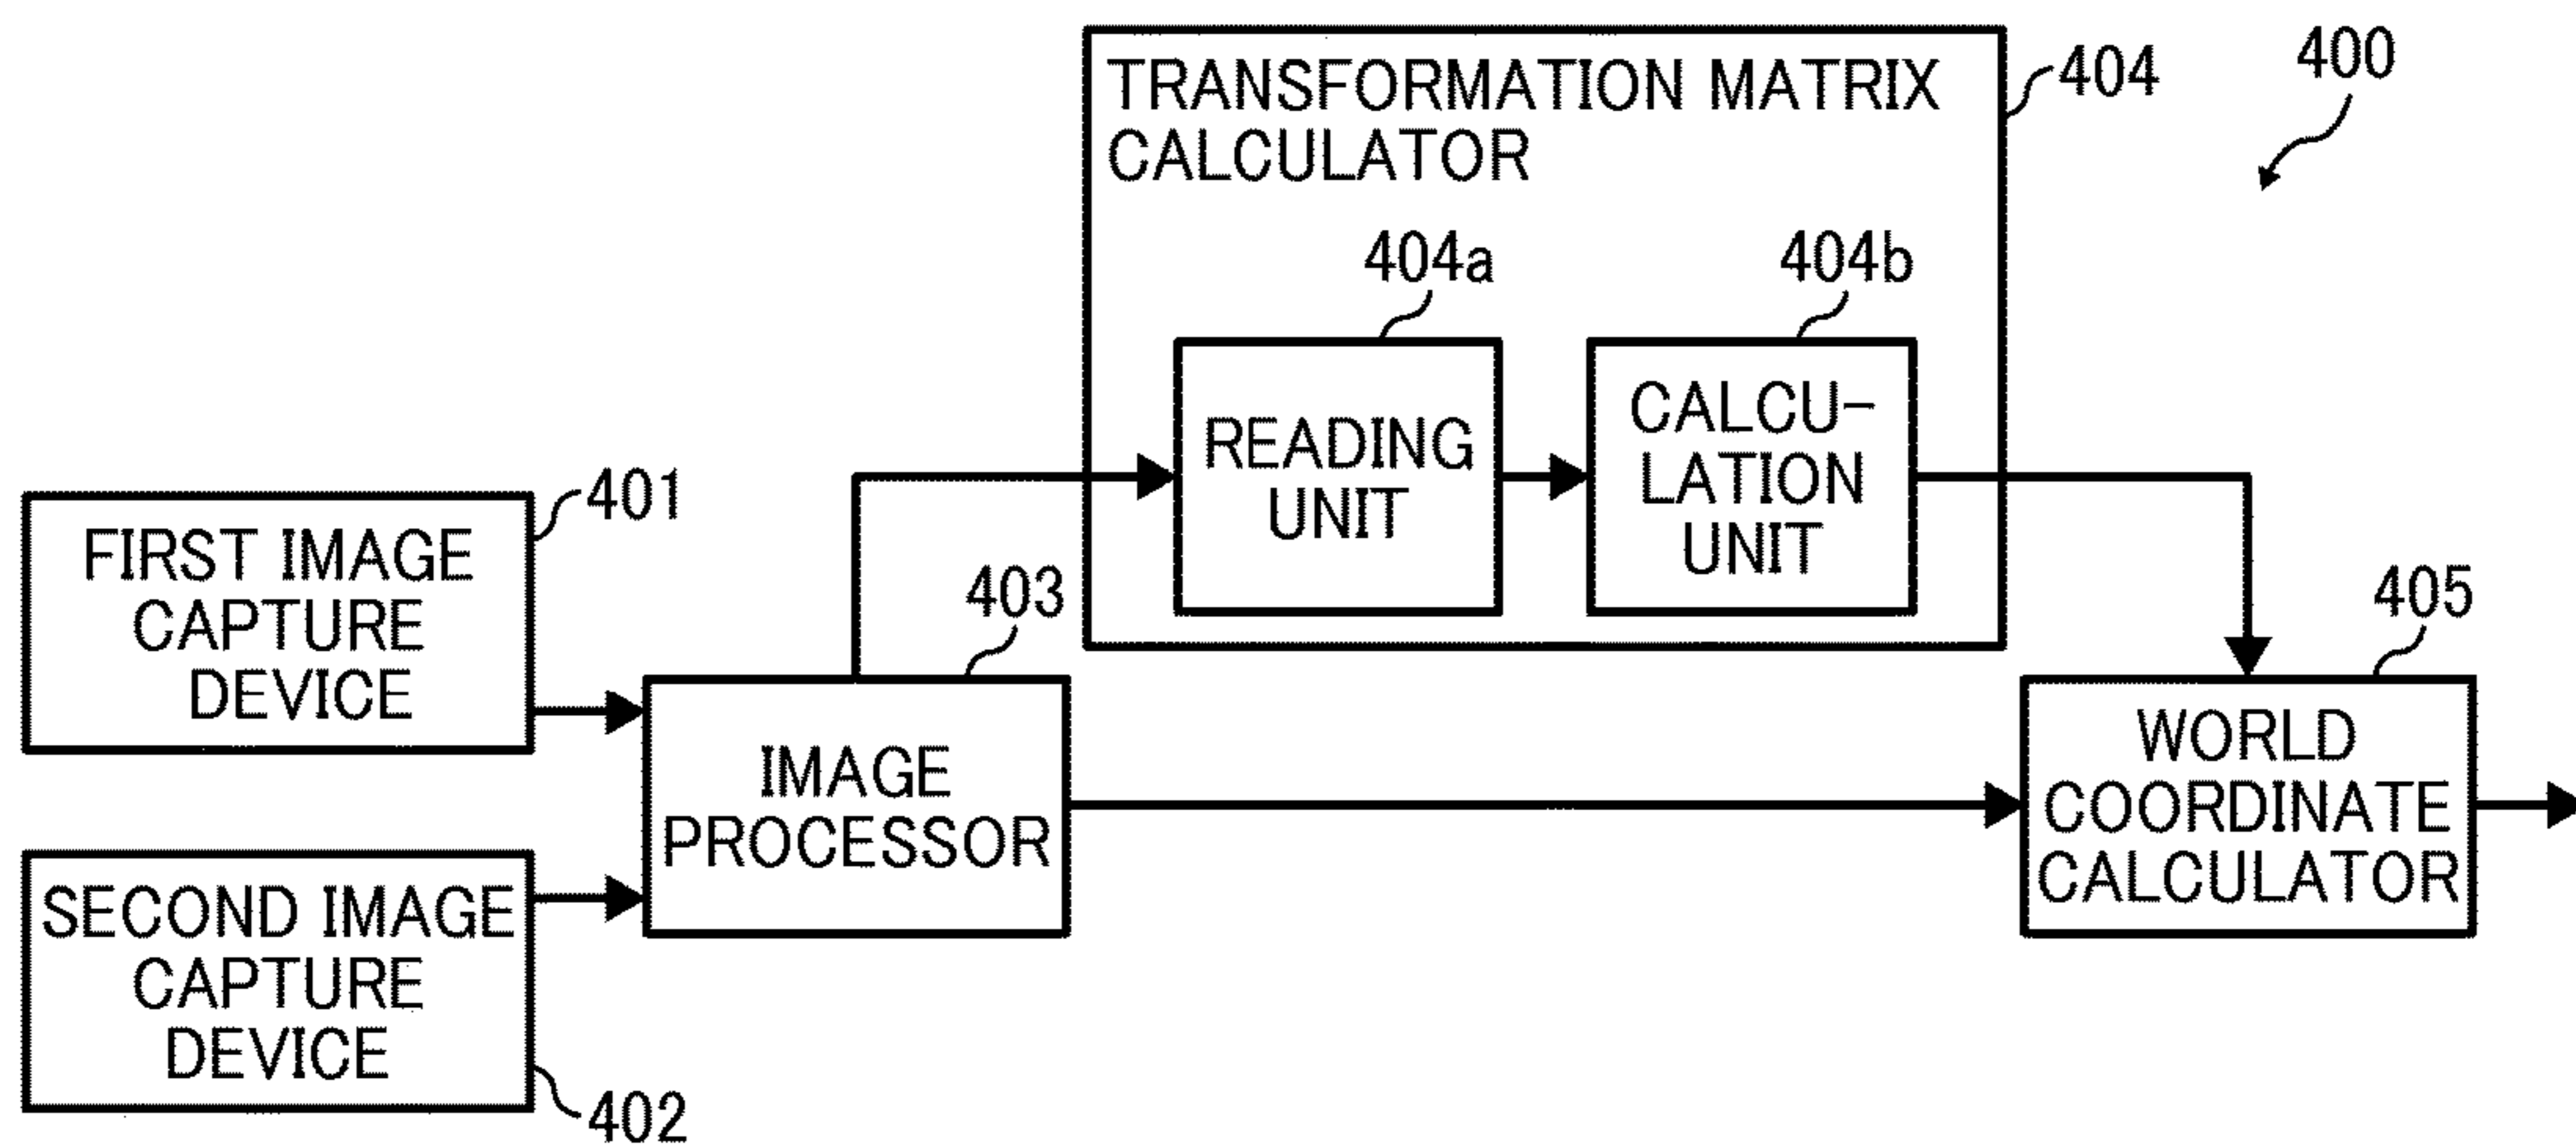 400
TRANSFORMATION MATRIX
CALCULATOR
404
404a
404b
READING
UNIT
CALCU-
LATION
UNIT
401
FIRST IMAGE
CAPTURE
DEVICE
403
IMAGE
PROCESSOR
405
WORLD
COORDINATE
CALCULATOR
SECOND IMAGE
CAPTURE
DEVICE
402